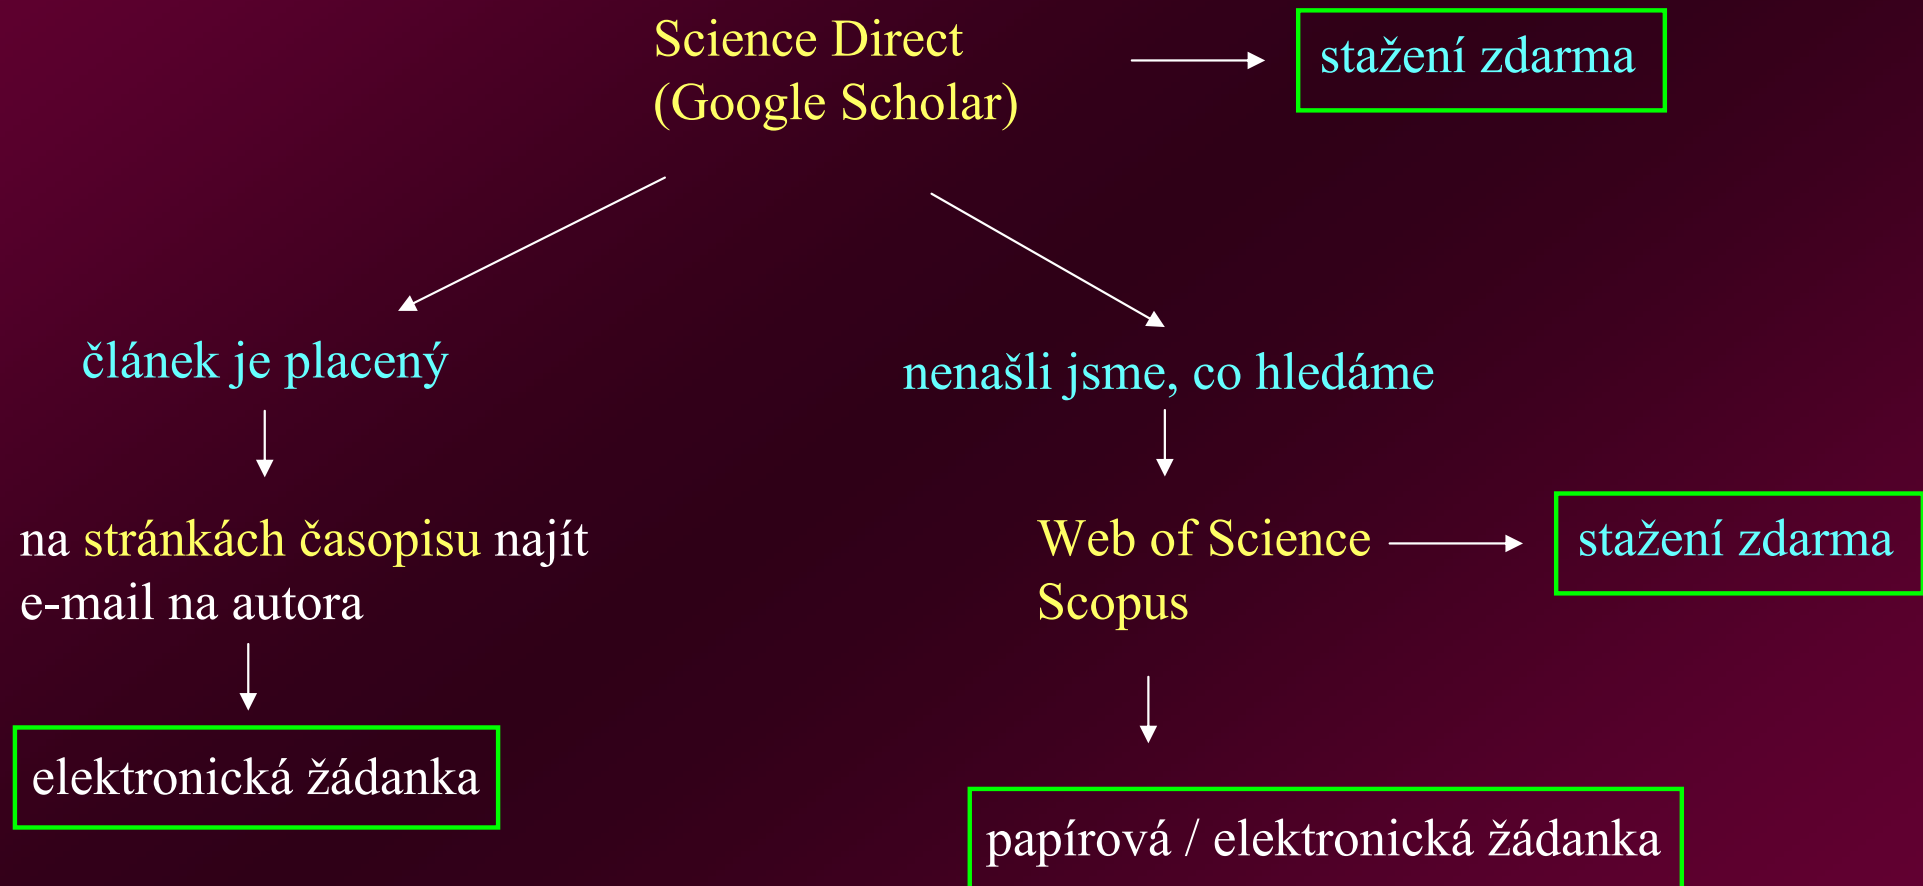 Science Direct
(Google Scholar)
stažení zdarma
článek je placený
nenašli jsme, co hledáme
na stránkách časopisu najít
e-mail na autora
Web of Science
Scopus
stažení zdarma
elektronická žádanka
papírová / elektronická žádanka